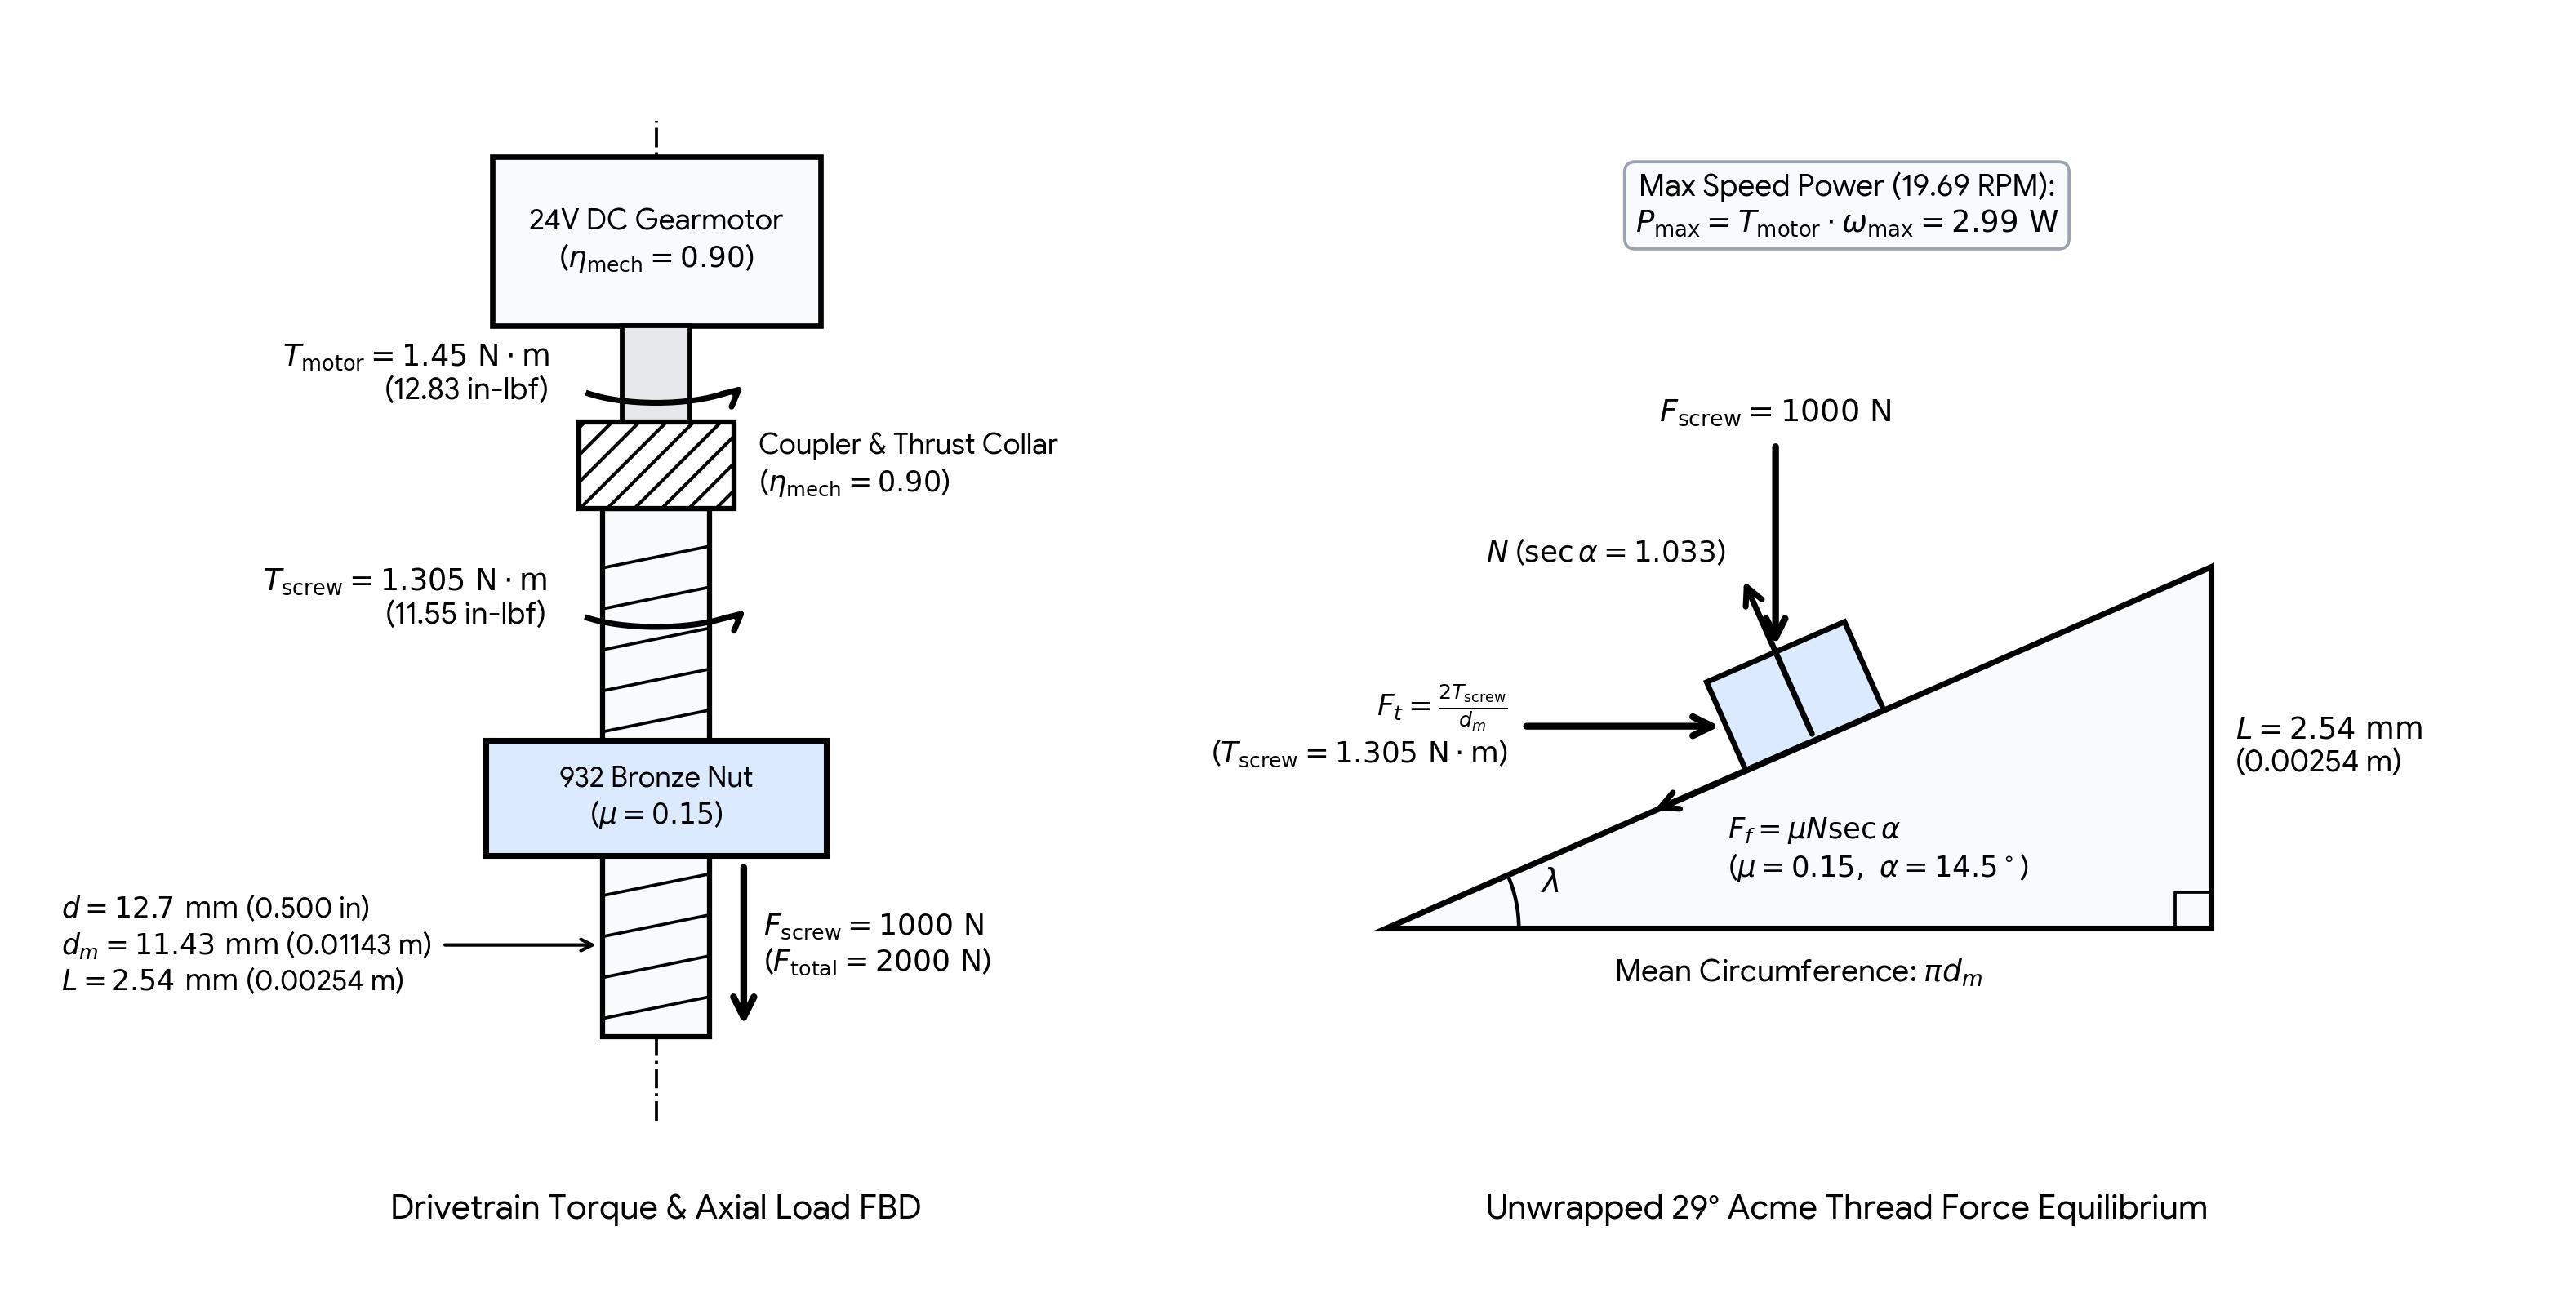 24V DC Gearmotor
(η_mech = 0.90)
T_motor = 1.45 N · m
(12.83 in-lbf)
Coupler & Thrust Collar
(η_mech = 0.90)
T_screw = 1.305 N · m
(11.55 in-lbf)
932 Bronze Nut
(μ = 0.15)
d = 12.7 mm (0.500 in)
d_m = 11.43 mm (0.01143 m)
L = 2.54 mm (0.00254 m)
F_screw = 1000 N
(F_total = 2000 N)
Drivetrain Torque & Axial Load FBD
Max Speed Power (19.69 RPM):
P_max = T_motor · ω_max = 2.99 W
F_screw = 1000 N
N (sec α = 1.033)
F_t = 2T_screw / d_m
(T_screw = 1.305 N · m)
L = 2.54 mm
(0.00254 m)
F_f = μN sec α
(μ = 0.15, α = 14.5°)
λ
Mean Circumference: πd_m
Unwrapped 29° Acme Thread Force Equilibrium